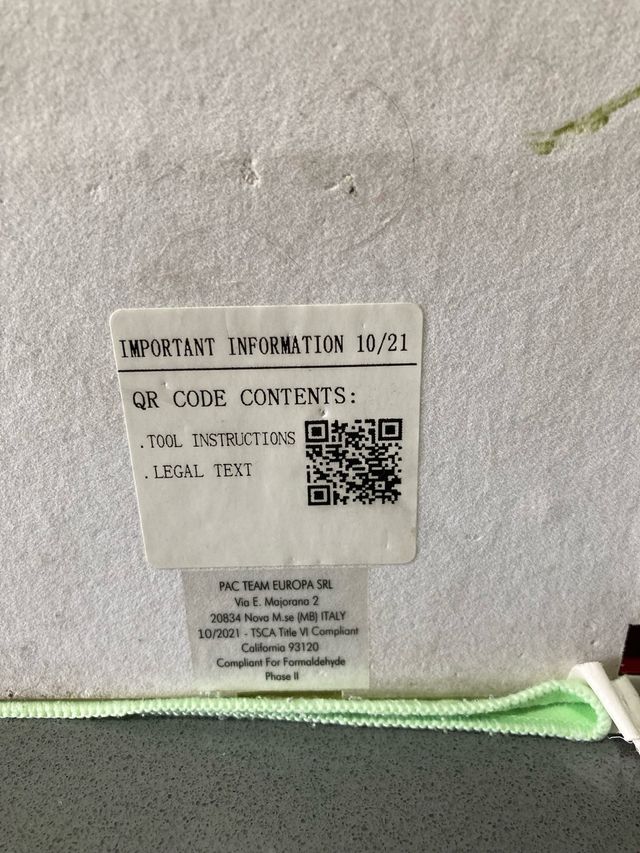 IMPORTANT INFORMATION 10/21
QR CODE CONTENTS:
.TOOL INSTRUCTIONS
.LEGAL TEXT
PAC TEAM EUROPA SRL
Via E. Majorana 2
20834 Nova M.se (MB) ITALY
10/2021 - TSCA Title VI Compliant
California 93120
Compliant For Formaldehyde
Phase II